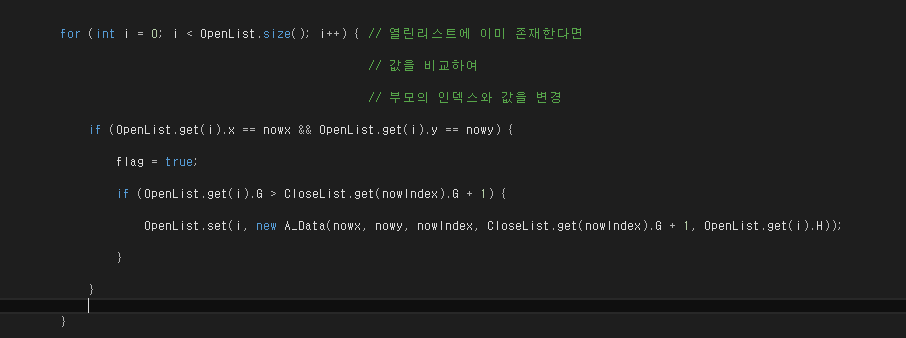 for (int i = 0; i < OpenList.size(); i++) { // 열린리스트에 이미 존재한다면
// 값을 비교하여
// 부모의 인덱스와 값을 변경
if (OpenList.get(i).x == nowx && OpenList.get(i).y == nowy) {
flag = true;
if (OpenList.get(i).G > CloseList.get(nowIndex).G + 1) {
OpenList.set(i, new A_Data(nowx, nowy, nowIndex, CloseList.get(nowIndex).G + 1, OpenList.get(i).H));
}
}
}